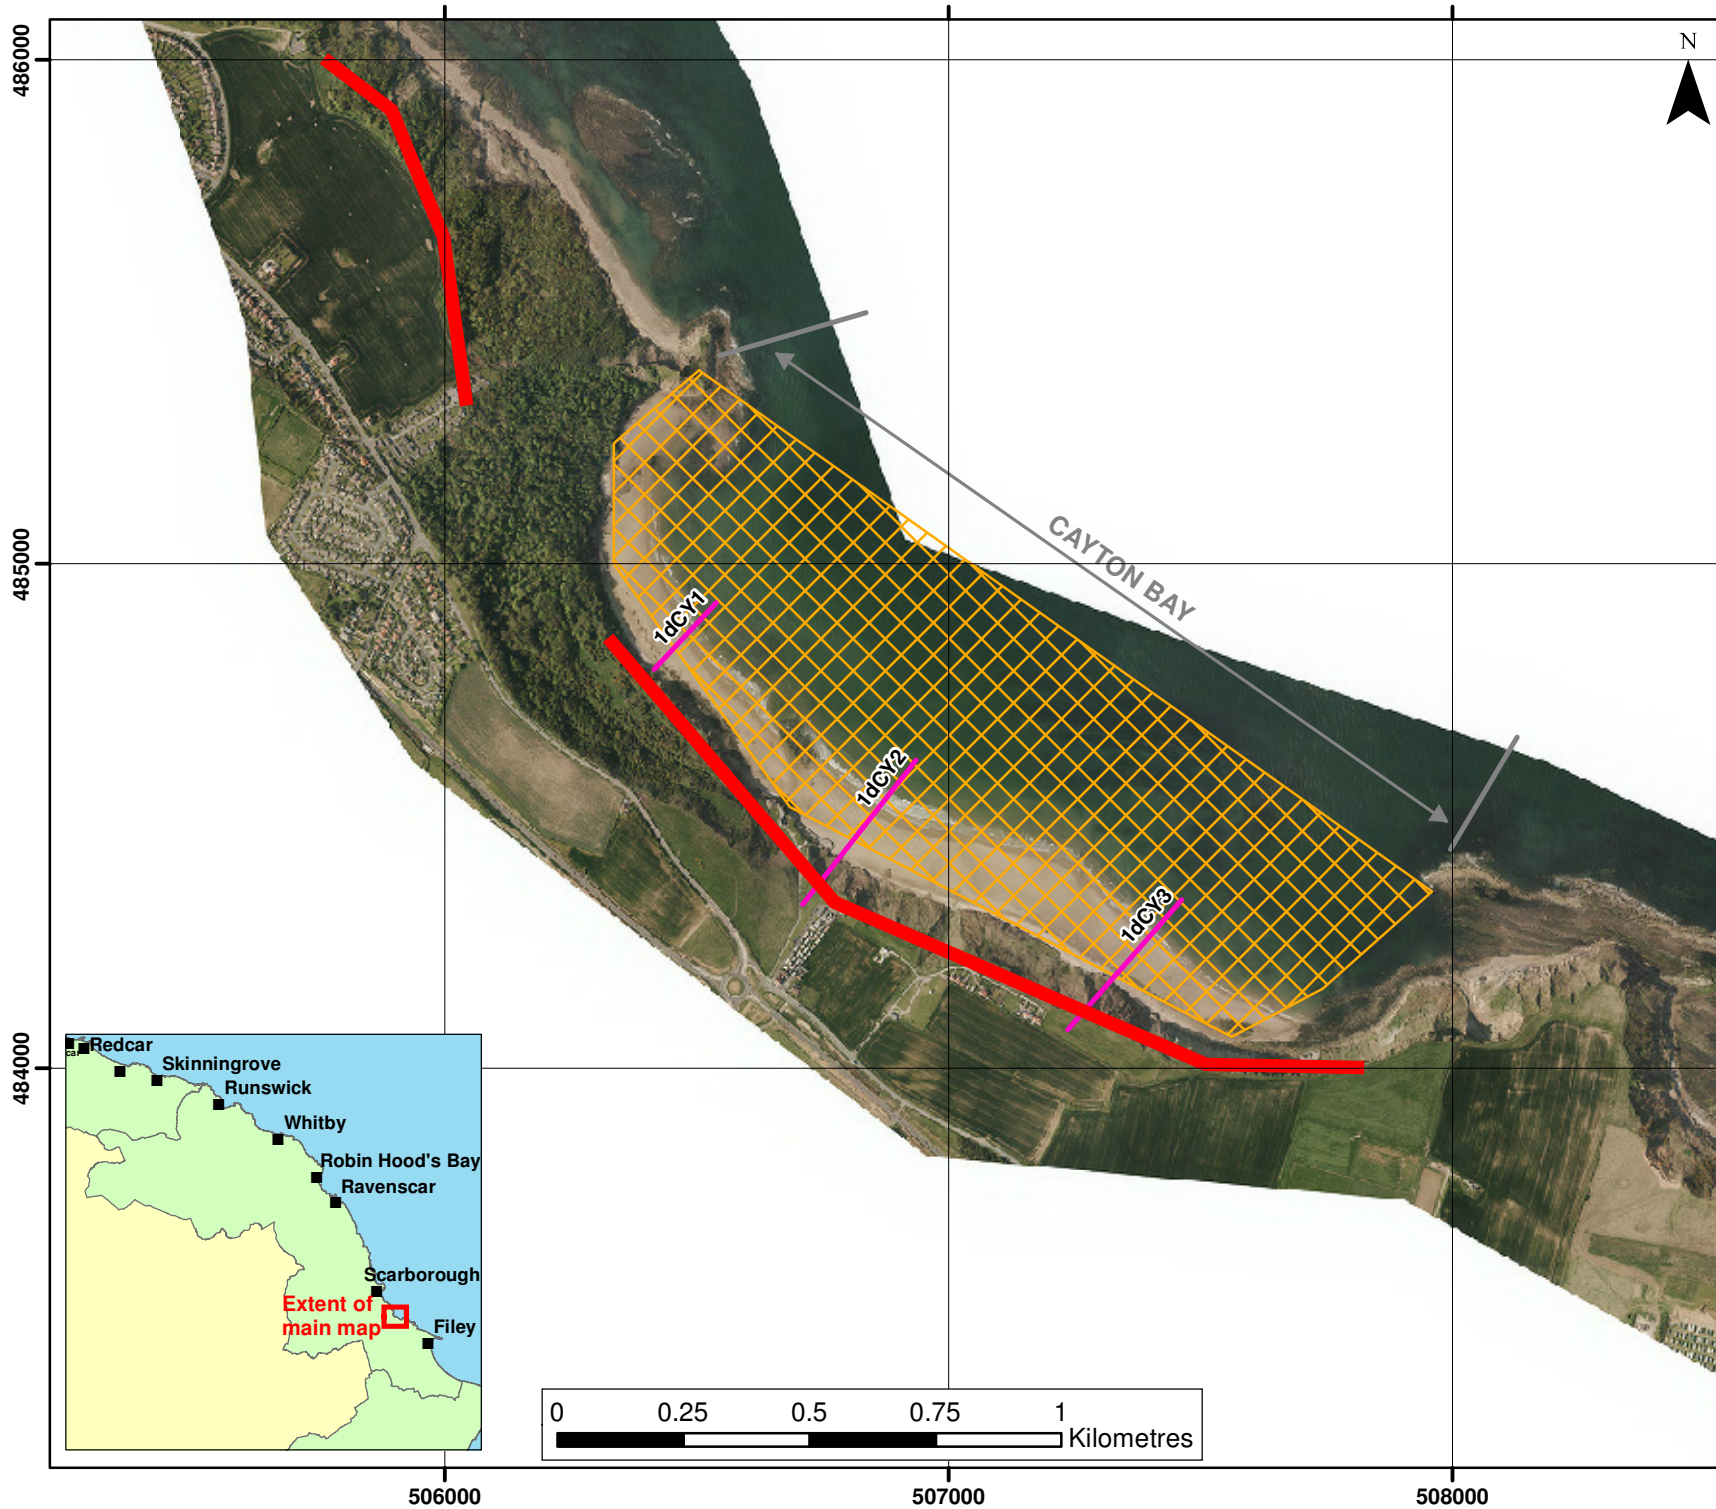 486000
N
CAYTON BAY
485000
1dCY1
1dCY2
1dCY3
484000
car
Redcar
Skinningrove
Runswick
Whitby
Robin Hood's Bay
Ravenscar
Scarborough
Extent of
main map
Filey
0 0.25 0.5 0.75 1
Kilometres
506000 507000 508000